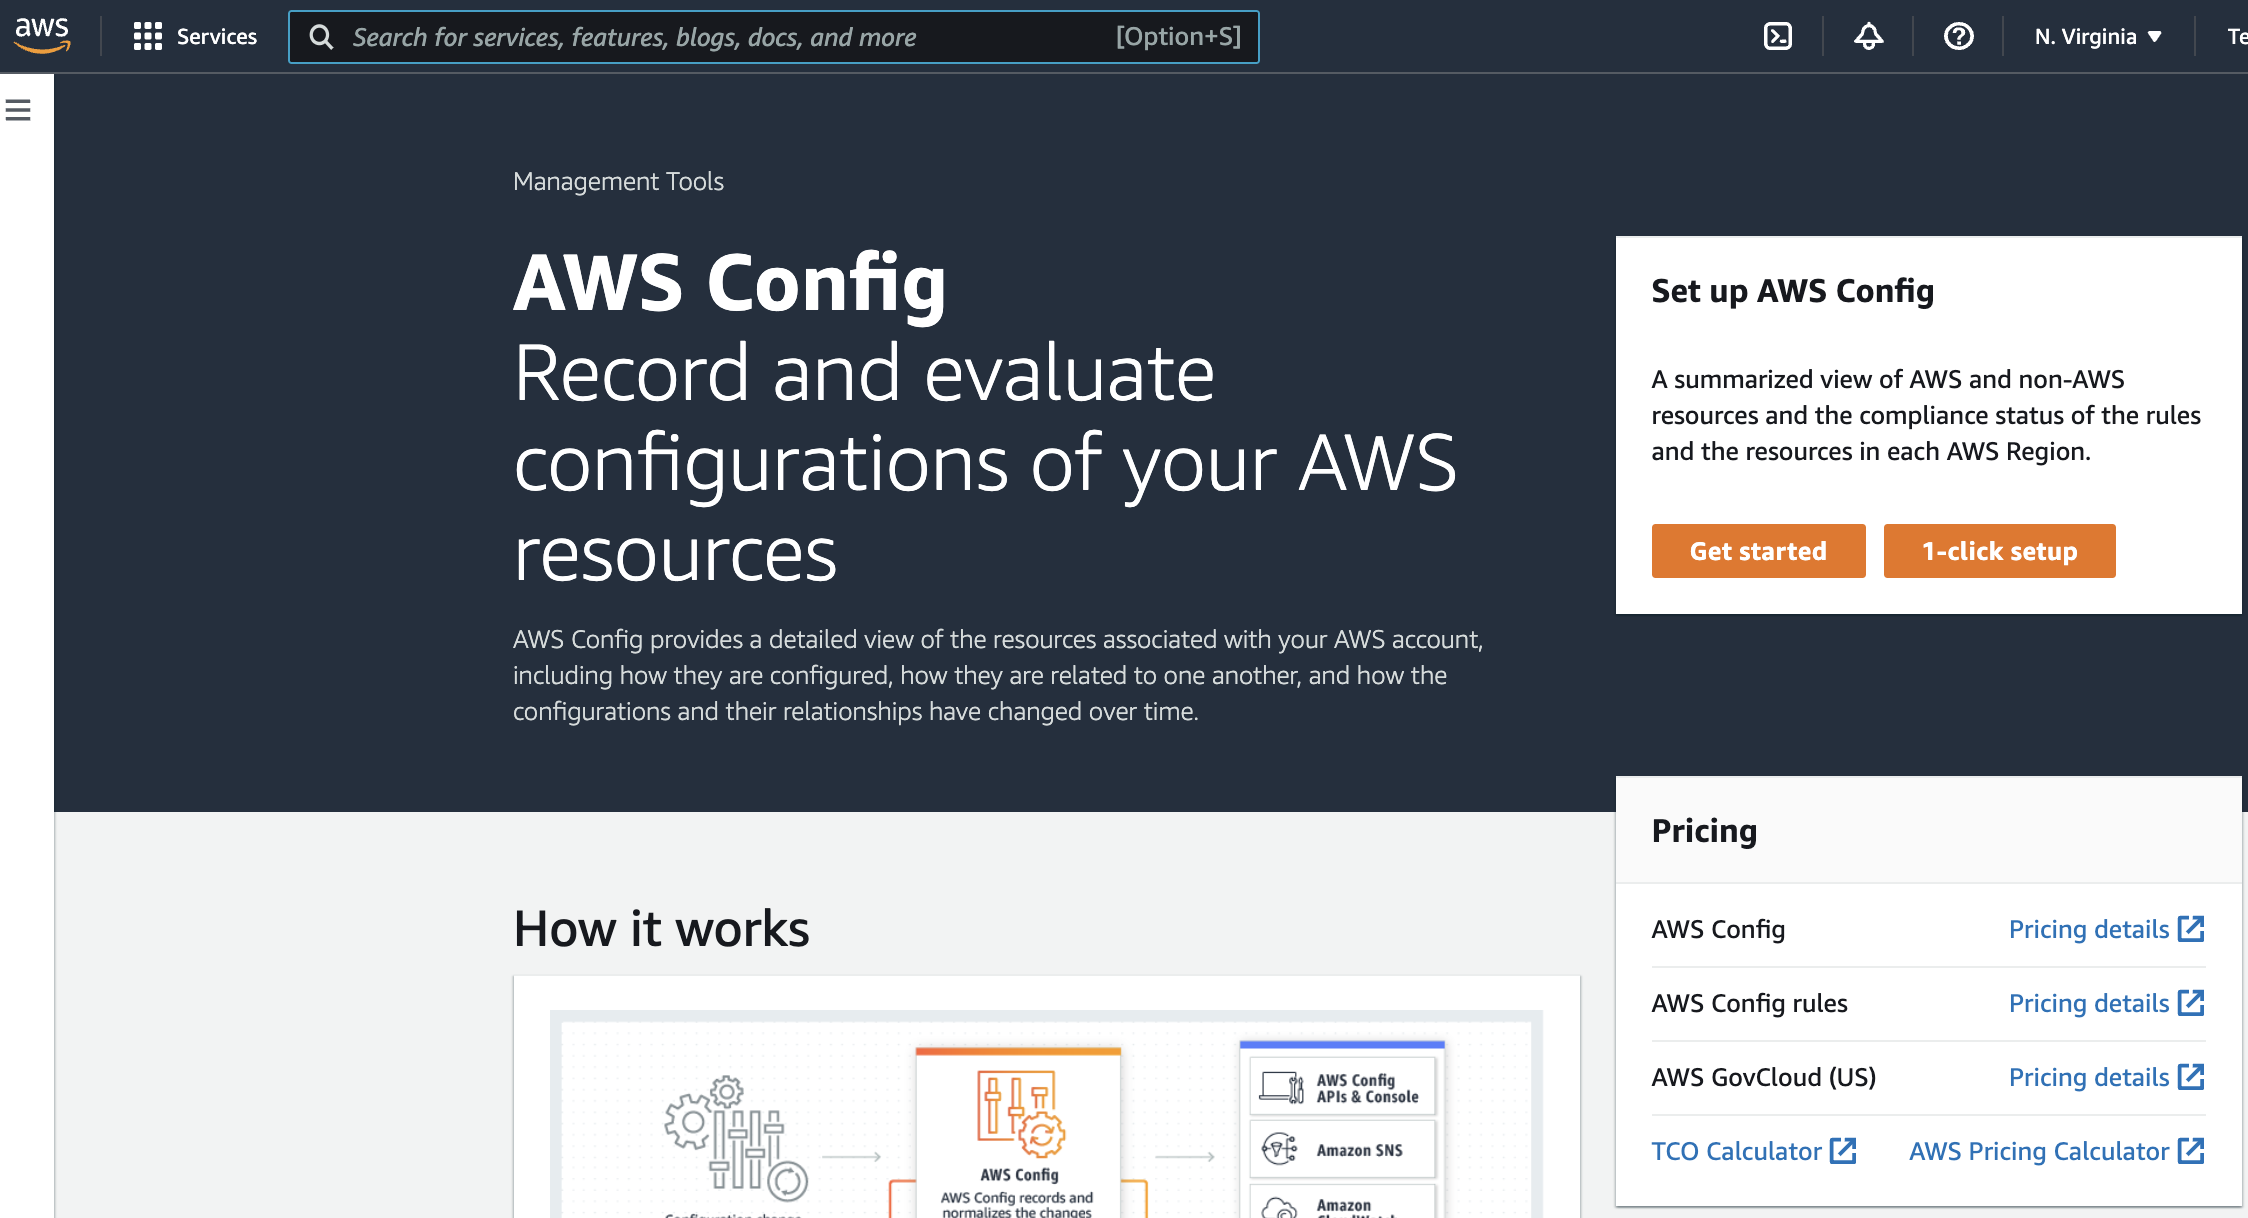 aws
Services
Search for services, features, blogs, docs, and more
[Option+S]
N. Virginia
Management Tools
AWS Config
Record and evaluate
configurations of your AWS
resources
AWS Config provides a detailed view of the resources associated with your AWS account,
including how they are configured, how they are related to one another, and how the
configurations and their relationships have changed over time.
Set up AWS Config
A summarized view of AWS and non-AWS
resources and the compliance status of the rules
and the resources in each AWS Region.
Get started
1-click setup
Pricing
AWS Config
Pricing details
AWS Config rules
Pricing details
AWS GovCloud (US)
Pricing details
TCO Calculator
AWS Pricing Calculator
How it works
AWS Config
AWS Config records and
normalizes the changes
AWS Config
APIs & Console
Amazon SNS
Amazon